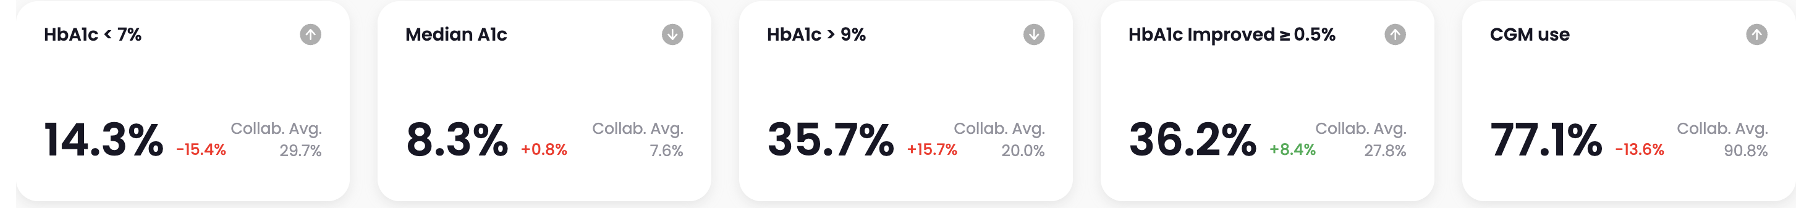 HbA1c < 7%
14.3%
-15.4%
Collab. Avg.
29.7%
Median A1c
8.3%
+0.8%
Collab. Avg.
7.6%
HbA1c > 9%
35.7%
+15.7%
Collab. Avg.
20.0%
HbA1c Improved ≥ 0.5%
36.2%
+8.4%
Collab. Avg.
27.8%
CGM use
77.1%
-13.6%
Collab. Avg.
90.8%